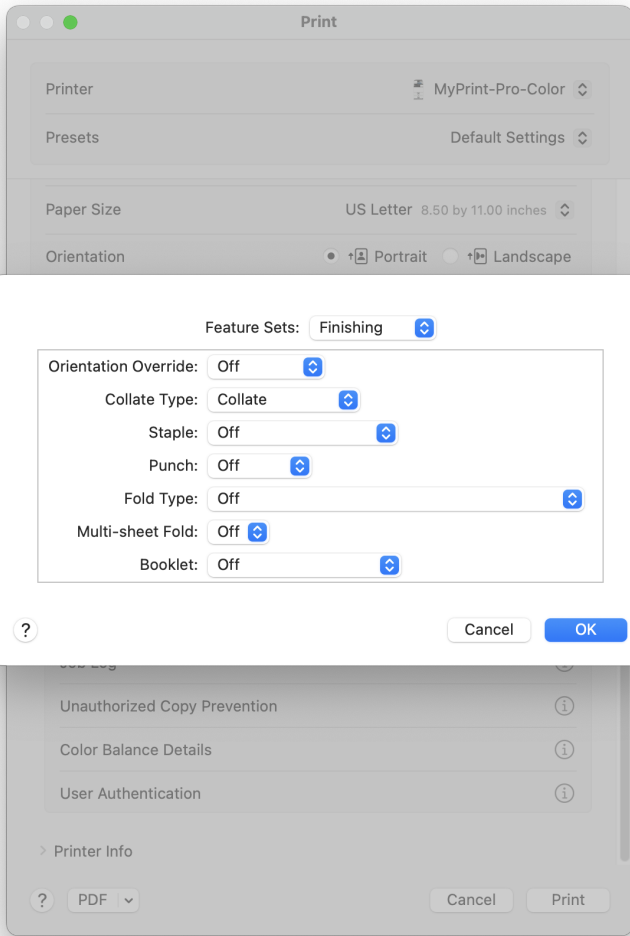 Print
Printer MyPrint-Pro-Color
Presets Default Settings
Paper Size US Letter 8.50 by 11.00 inches
Orientation Portrait Landscape
Feature Sets: Finishing
Orientation Override: Off
Collate Type: Collate
Staple: Off
Punch: Off
Fold Type: Off
Multi-sheet Fold: Off
Booklet: Off
? Cancel OK
Job Log
Unauthorized Copy Prevention
Color Balance Details
User Authentication
Printer Info
? PDF Cancel Print